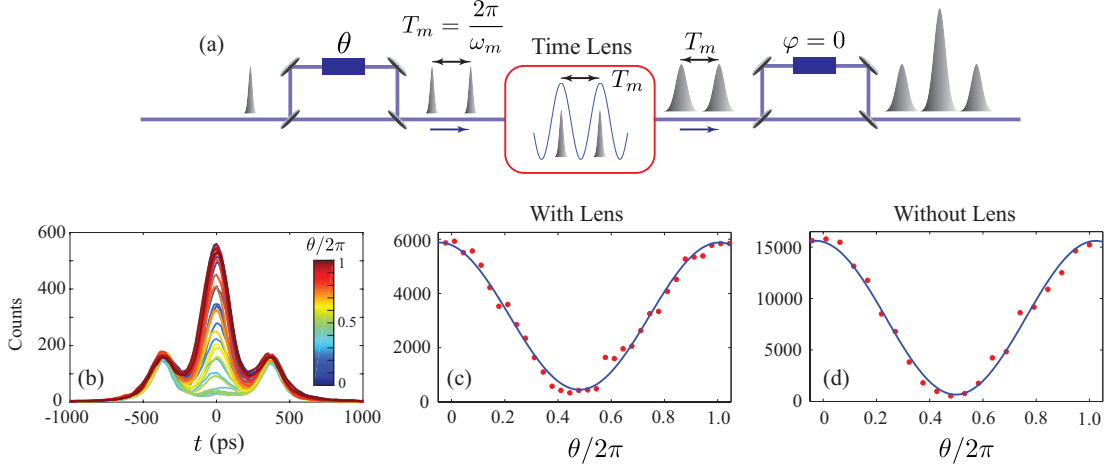 (a)
θ
T_m = 2π/ω_m
Time Lens
T_m
T_m
φ = 0
With Lens
Without Lens
600
400
200
0
Counts
-1000 -500 0 500 1000
t (ps)
θ/2π
1
0.5
0
(b)
6000
4000
2000
0
0 0.2 0.4 0.6 0.8 1.0
θ/2π
(c)
15000
10000
5000
0
0 0.2 0.4 0.6 0.8 1.0
θ/2π
(d)